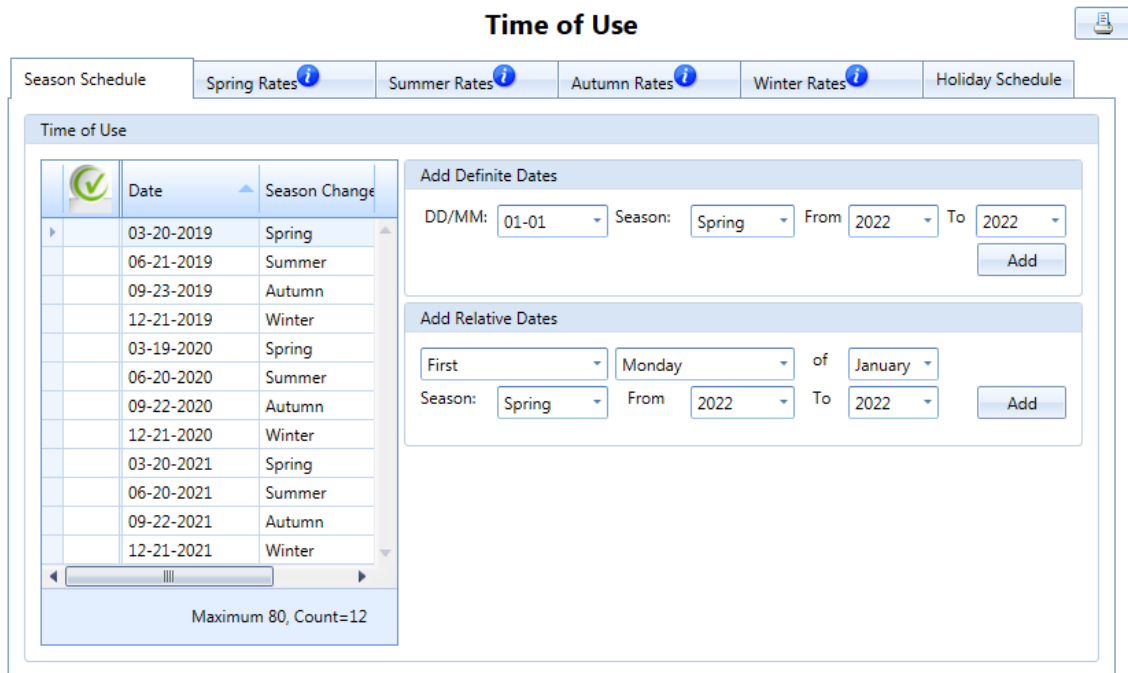 Time of Use
Season Schedule Spring Rates Summer Rates Autumn Rates Winter Rates Holiday Schedule
Time of Use
Date Season Change
03-20-2019 Spring
06-21-2019 Summer
09-23-2019 Autumn
12-21-2019 Winter
03-19-2020 Spring
06-20-2020 Summer
09-22-2020 Autumn
12-21-2020 Winter
03-20-2021 Spring
06-20-2021 Summer
09-22-2021 Autumn
12-21-2021 Winter
Maximum 80, Count=12
Add Definite Dates
DD/MM: 01-01 Season: Spring From 2022 To 2022
Add
Add Relative Dates
First Monday of January
Season: Spring From 2022 To 2022 Add